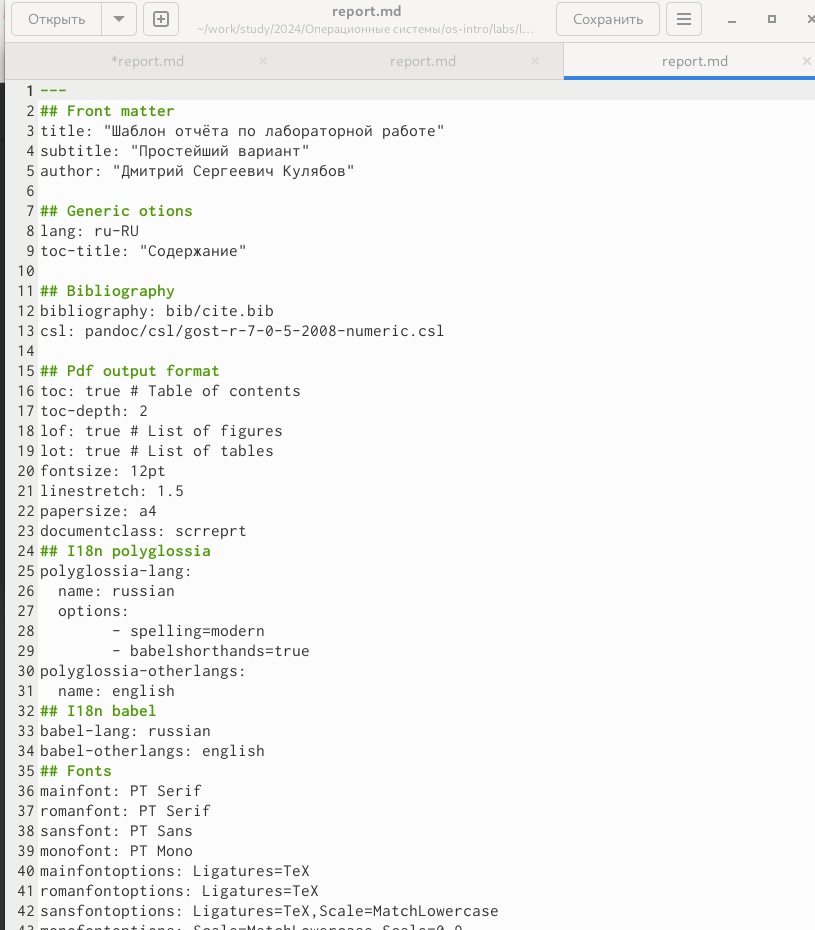 Открыть
report.md
~/work/study/2024/Операционные системы/os-intro/labs/l...
Сохранить
*report.md
report.md
report.md
1 ---
2 ## Front matter
3 title: "Шаблон отчёта по лабораторной работе"
4 subtitle: "Простейший вариант"
5 author: "Дмитрий Сергеевич Кулябов"
6
7 ## Generic otions
8 lang: ru-RU
9 toc-title: "Содержание"
10
11 ## Bibliography
12 bibliography: bib/cite.bib
13 csl: pandoc/csl/gost-r-7-0-5-2008-numeric.csl
14
15 ## Pdf output format
16 toc: true # Table of contents
17 toc-depth: 2
18 lof: true # List of figures
19 lot: true # List of tables
20 fontsize: 12pt
21 linestretch: 1.5
22 papersize: a4
23 documentclass: scrreprt
24 ## I18n polyglossia
25 polyglossia-lang:
26   name: russian
27   options:
28         - spelling=modern
29         - babelshorthands=true
30 polyglossia-otherlangs:
31   name: english
32 ## I18n babel
33 babel-lang: russian
34 babel-otherlangs: english
35 ## Fonts
36 mainfont: PT Serif
37 romanfont: PT Serif
38 sansfont: PT Sans
39 monofont: PT Mono
40 mainfontoptions: Ligatures=TeX
41 romanfontoptions: Ligatures=TeX
42 sansfontoptions: Ligatures=TeX,Scale=MatchLowercase
43 monofontoptions: Scale=MatchLowercase,Scale=0.9